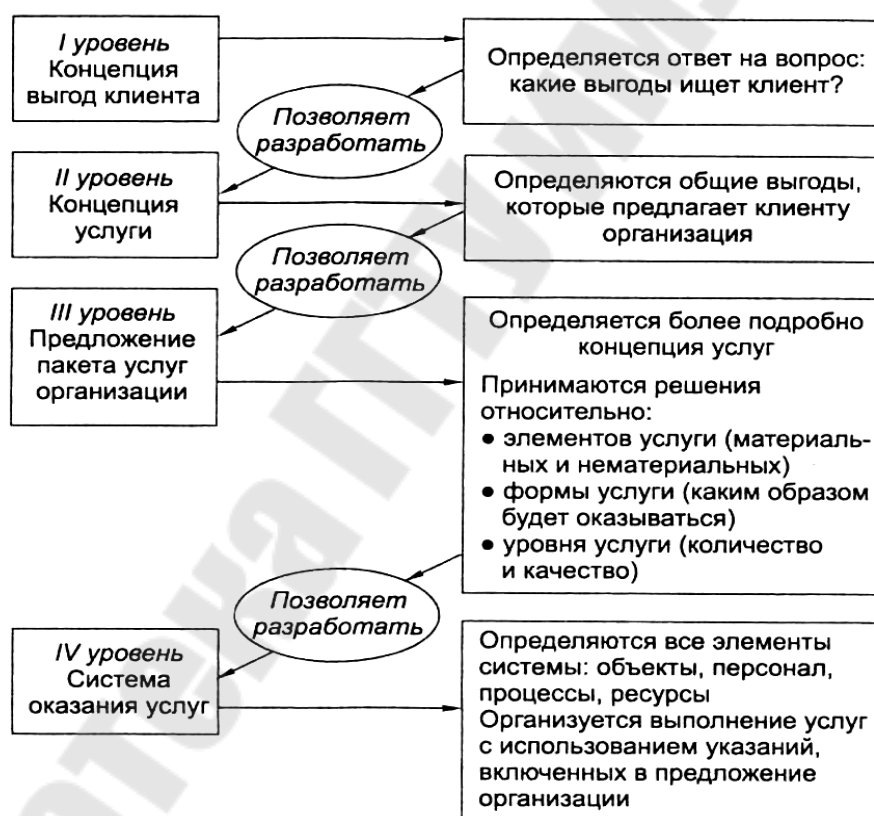 I уровень
Концепция
выгод клиента
Определяется ответ на вопрос:
какие выгоды ищет клиент?
Позволяет
разработать
II уровень
Концепция
услуги
Определяются общие выгоды,
которые предлагает клиенту
организация
Позволяет
разработать
III уровень
Предложение
пакета услуг
организации
Определяется более подробно
концепция услуг
Принимаются решения
относительно:
● элементов услуги (материаль-
ных и нематериальных)
● формы услуги (каким образом
будет оказываться)
● уровня услуги (количество
и качество)
Позволяет
разработать
IV уровень
Система
оказания услуг
Определяются все элементы
системы: объекты, персонал,
процессы, ресурсы
Организуется выполнение услуг
с использованием указаний,
включенных в предложение
организации